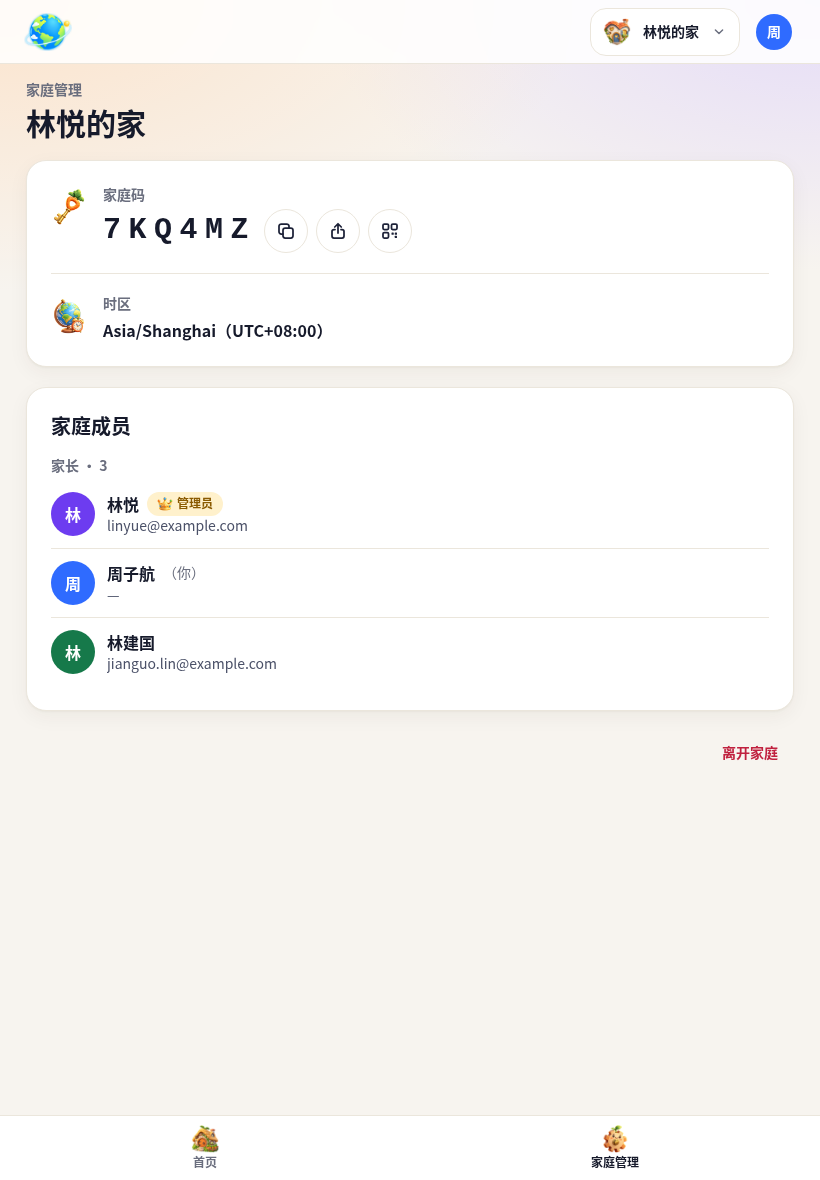 林悦的家
周
家庭管理
林悦的家
家庭码
7KQ4MZ
时区
Asia/Shanghai（UTC+08:00）
家庭成员
家长 • 3
林
林悦 管理员
linyue@example.com
周
周子航 （你）
—
林
林建国
jianguo.lin@example.com
离开家庭
首页
家庭管理